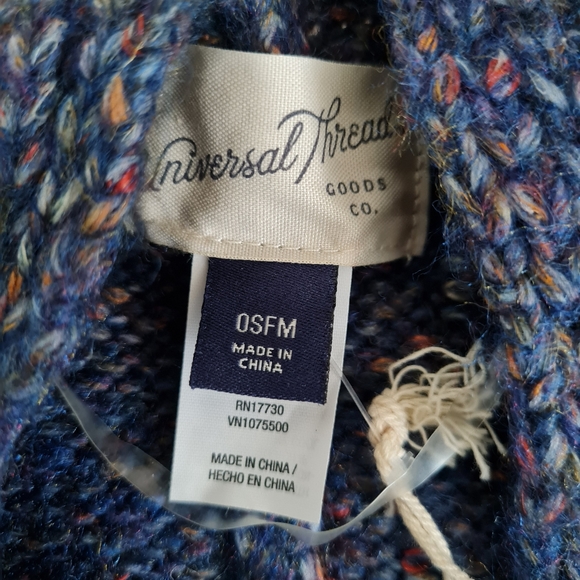 Universal Thread
GOODS
CO.
OSFM
MADE IN
CHINA
RN17730
VN1075500
MADE IN CHINA /
HECHO EN CHINA